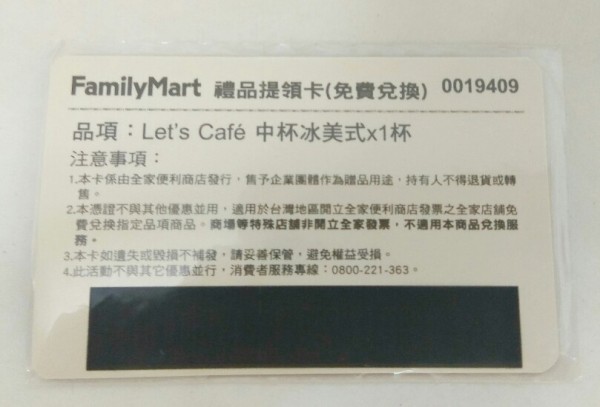 FamilyMart 禮品提領卡(免費兌換) 0019409
品項：Let's Café 中杯冰美式x1杯
注意事項：
1.本卡係由全家便利商店發行，售予企業團體作為贈品用途，持有人不得退貨或轉
售。
2.本憑證不與其他優惠並用，適用於台灣地區開立全家便利商店發票之全家店舖免
費兌換指定品項商品。商場等特殊店舖非開立全家發票，不適用本商品兌換服
務。
3.本卡如遺失或毀損不補發，請妥善保管，避免權益受損。
4.此活動不與其它優惠並行，消費者服務專線：0800-221-363。